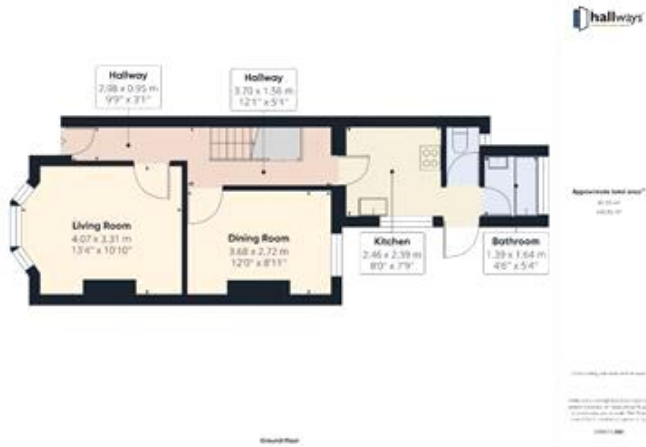 hallways
Hallway
2.98 x 0.95 m
9'9" x 3'1"
Hallway
3.70 x 1.56 m
12'1" x 5'1"
Living Room
4.07 x 3.31 m
13'4" x 10'10"
Dining Room
3.68 x 2.72 m
12'0" x 8'11"
Kitchen
2.46 x 2.39 m
8'0" x 7'9"
Bathroom
1.39 x 1.64 m
4'6" x 5'4"
Approximate total area
Ground Floor